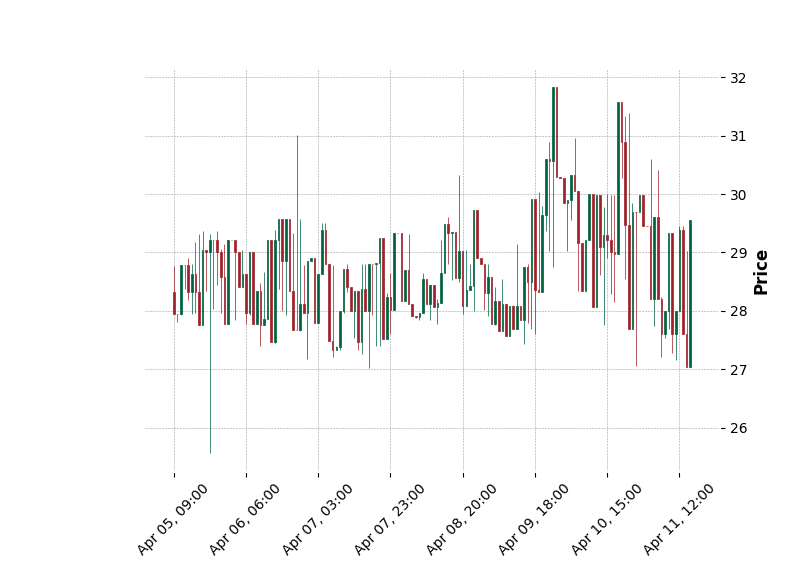 32
31
30
29
28
27
26
Price
Apr 05, 09:00
Apr 06, 06:00
Apr 07, 03:00
Apr 07, 23:00
Apr 08, 20:00
Apr 09, 18:00
Apr 10, 15:00
Apr 11, 12:00